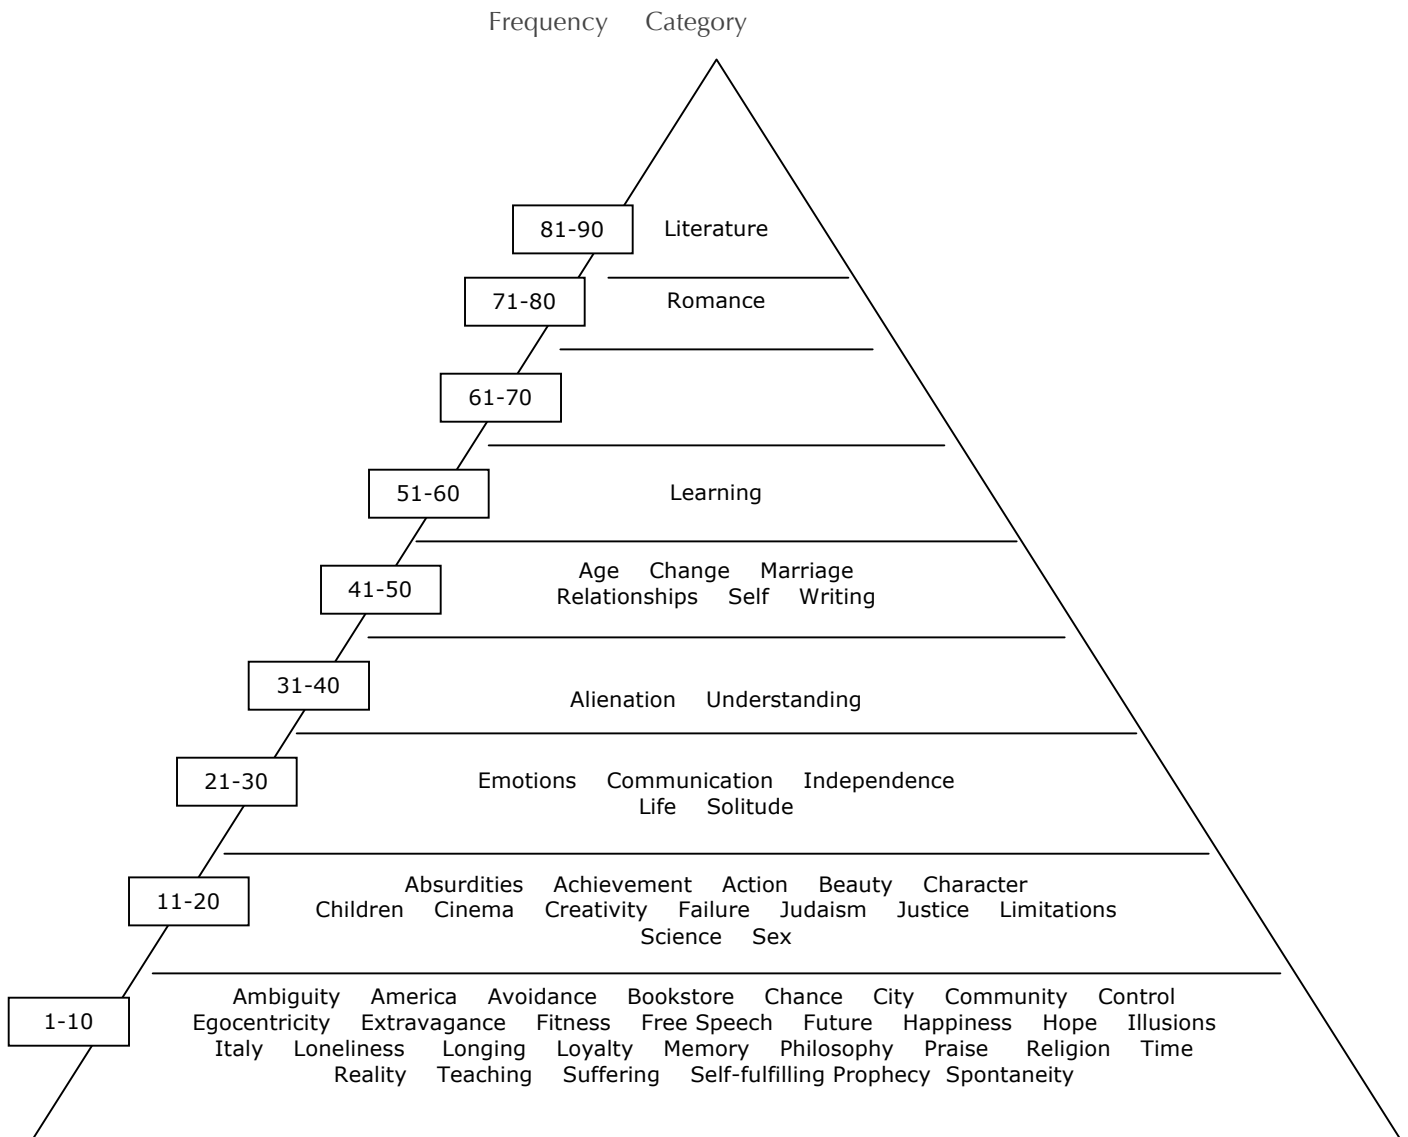 Frequency Category
81-90 Literature
71-80 Romance
61-70
51-60 Learning
Age Change Marriage
41-50
Relationships Self Writing
31-40
Alienation Understanding
21-30 Emotions Communication Independence
Life Solitude
Absurdities Achievement Action Beauty Character
11-20
Children Cinema Creativity Failure Judaism Justice Limitations
Science Sex
Ambiguity America Avoidance Bookstore Chance City Community Control
1-10
Egocentricity Extravagance Fitness Free Speech Future Happiness Hope Illusions
Italy Loneliness Longing Loyalty Memory Philosophy Praise Religion Time
Reality Teaching Suffering Self-fulfilling Prophecy Spontaneity